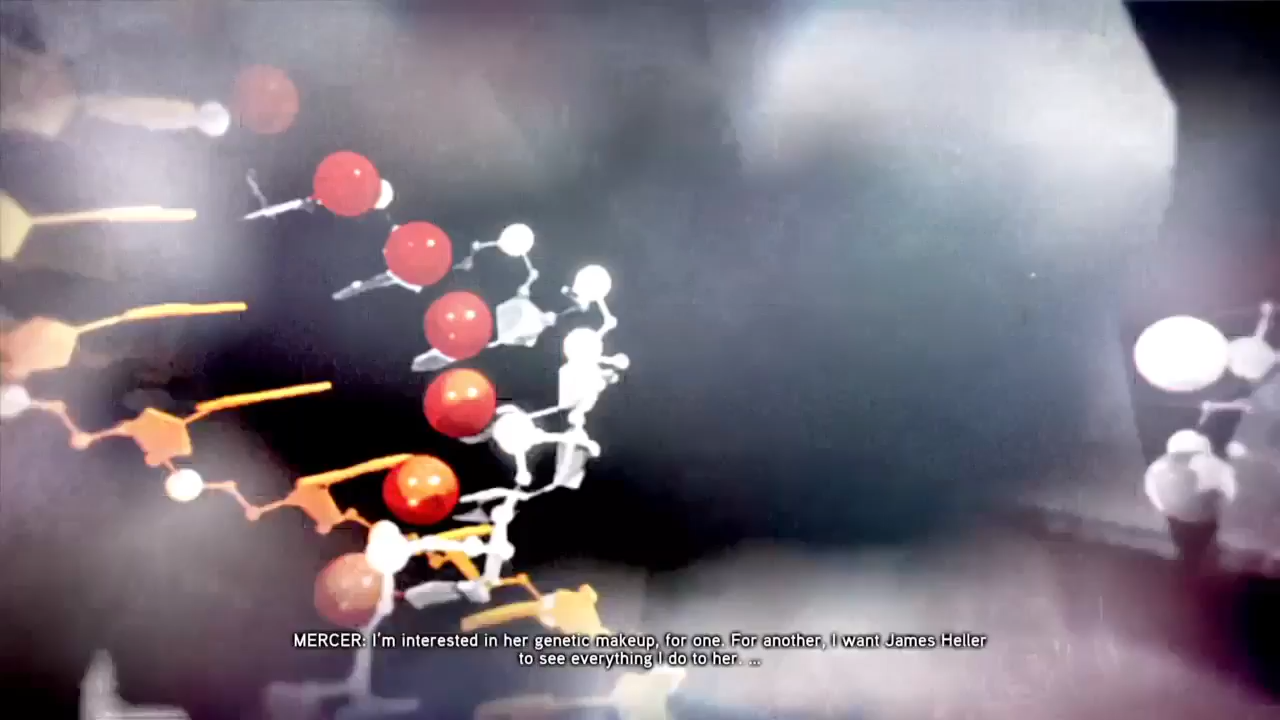 MERCER: I'm interested in her genetic makeup, for one. For another, I want James Heller
to see everything I do to her. ...